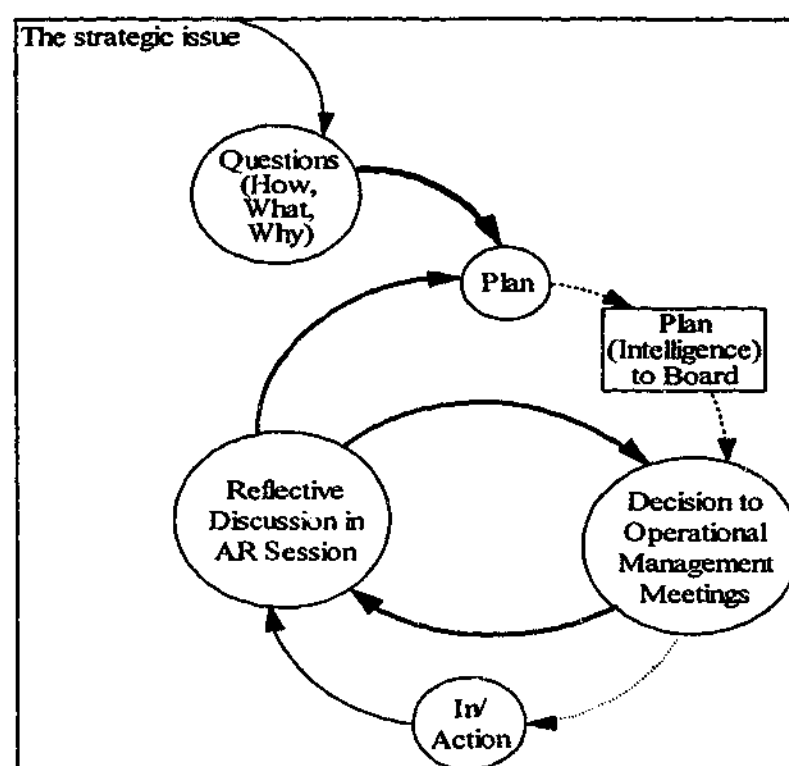 The strategic issue
Questions
(How,
What,
Why)
Plan
Plan
(Intelligence)
to Board
Reflective
Discussion in
AR Session
Decision to
Operational
Management
Meetings
In/
Action